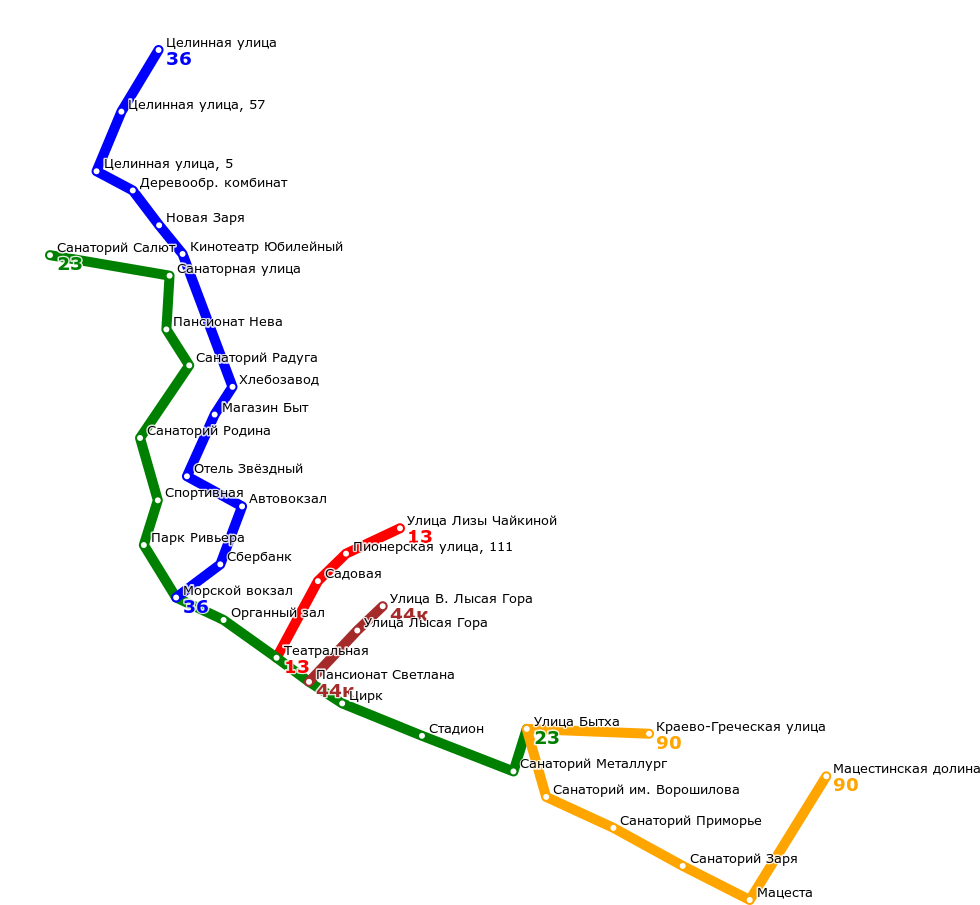 Целинная улица
36
Целинная улица, 57
Целинная улица, 5
Деревообр. комбинат
Новая Заря
Санаторий Салют
Кинотеатр Юбилейный
23
Санаторная улица
Пансионат Нева
Санаторий Радуга
Хлебозавод
Магазин Быт
Санаторий Родина
Отель Звёздный
Спортивная
Автовокзал
Улица Лизы Чайкиной
13
Парк Ривьера
Пионерская улица, 111
Сбербанк
Садовая
Морской вокзал
36
Улица В. Лысая Гора
44к
Органный зал
Улица Лысая Гора
Театральная
13
Пансионат Светлана
44к
Цирк
Стадион
Улица Бытха
23
Краево-Греческая улица
90
Санаторий Металлург
Мацестинская долина
90
Санаторий им. Ворошилова
Санаторий Приморье
Санаторий Заря
Мацеста